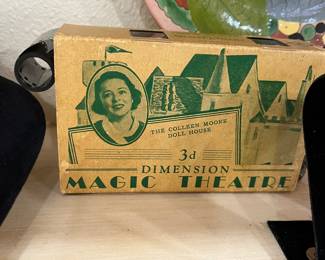 THE COLLEEN MOORE
DOLL HOUSE
3d
DIMENSION
MAGIC THEATRE